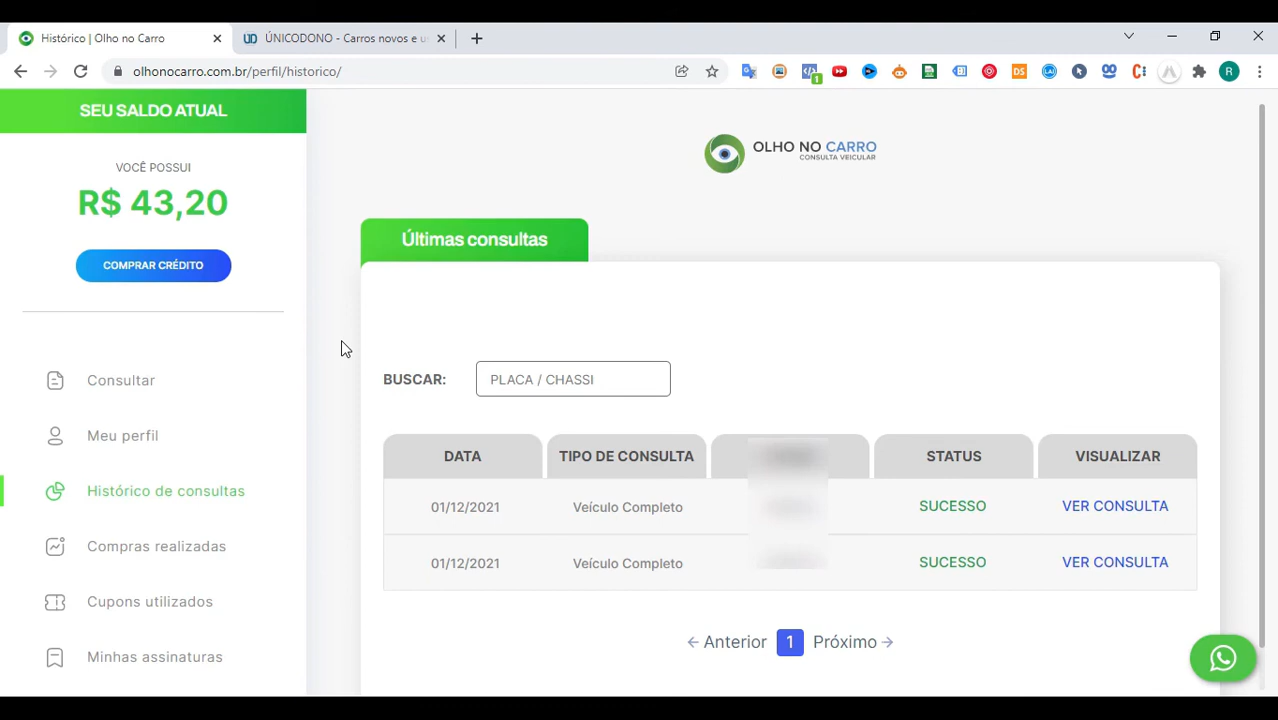 Histórico | Olho no Carro
ÚNICODONO - Carros novos e us
olhonocarro.com.br/perfil/historico/
1
R
SEU SALDO ATUAL
VOCÊ POSSUI
R$ 43,20
COMPRAR CRÉDITO
Consultar
Meu perfil
Histórico de consultas
Compras realizadas
Cupons utilizados
Minhas assinaturas
OLHO NO CARRO
CONSULTA VEICULAR
Últimas consultas
BUSCAR: PLACA / CHASSI
DATA TIPO DE CONSULTA STATUS VISUALIZAR
01/12/2021 Veículo Completo SUCESSO VER CONSULTA
01/12/2021 Veículo Completo SUCESSO VER CONSULTA
← Anterior 1 Próximo →